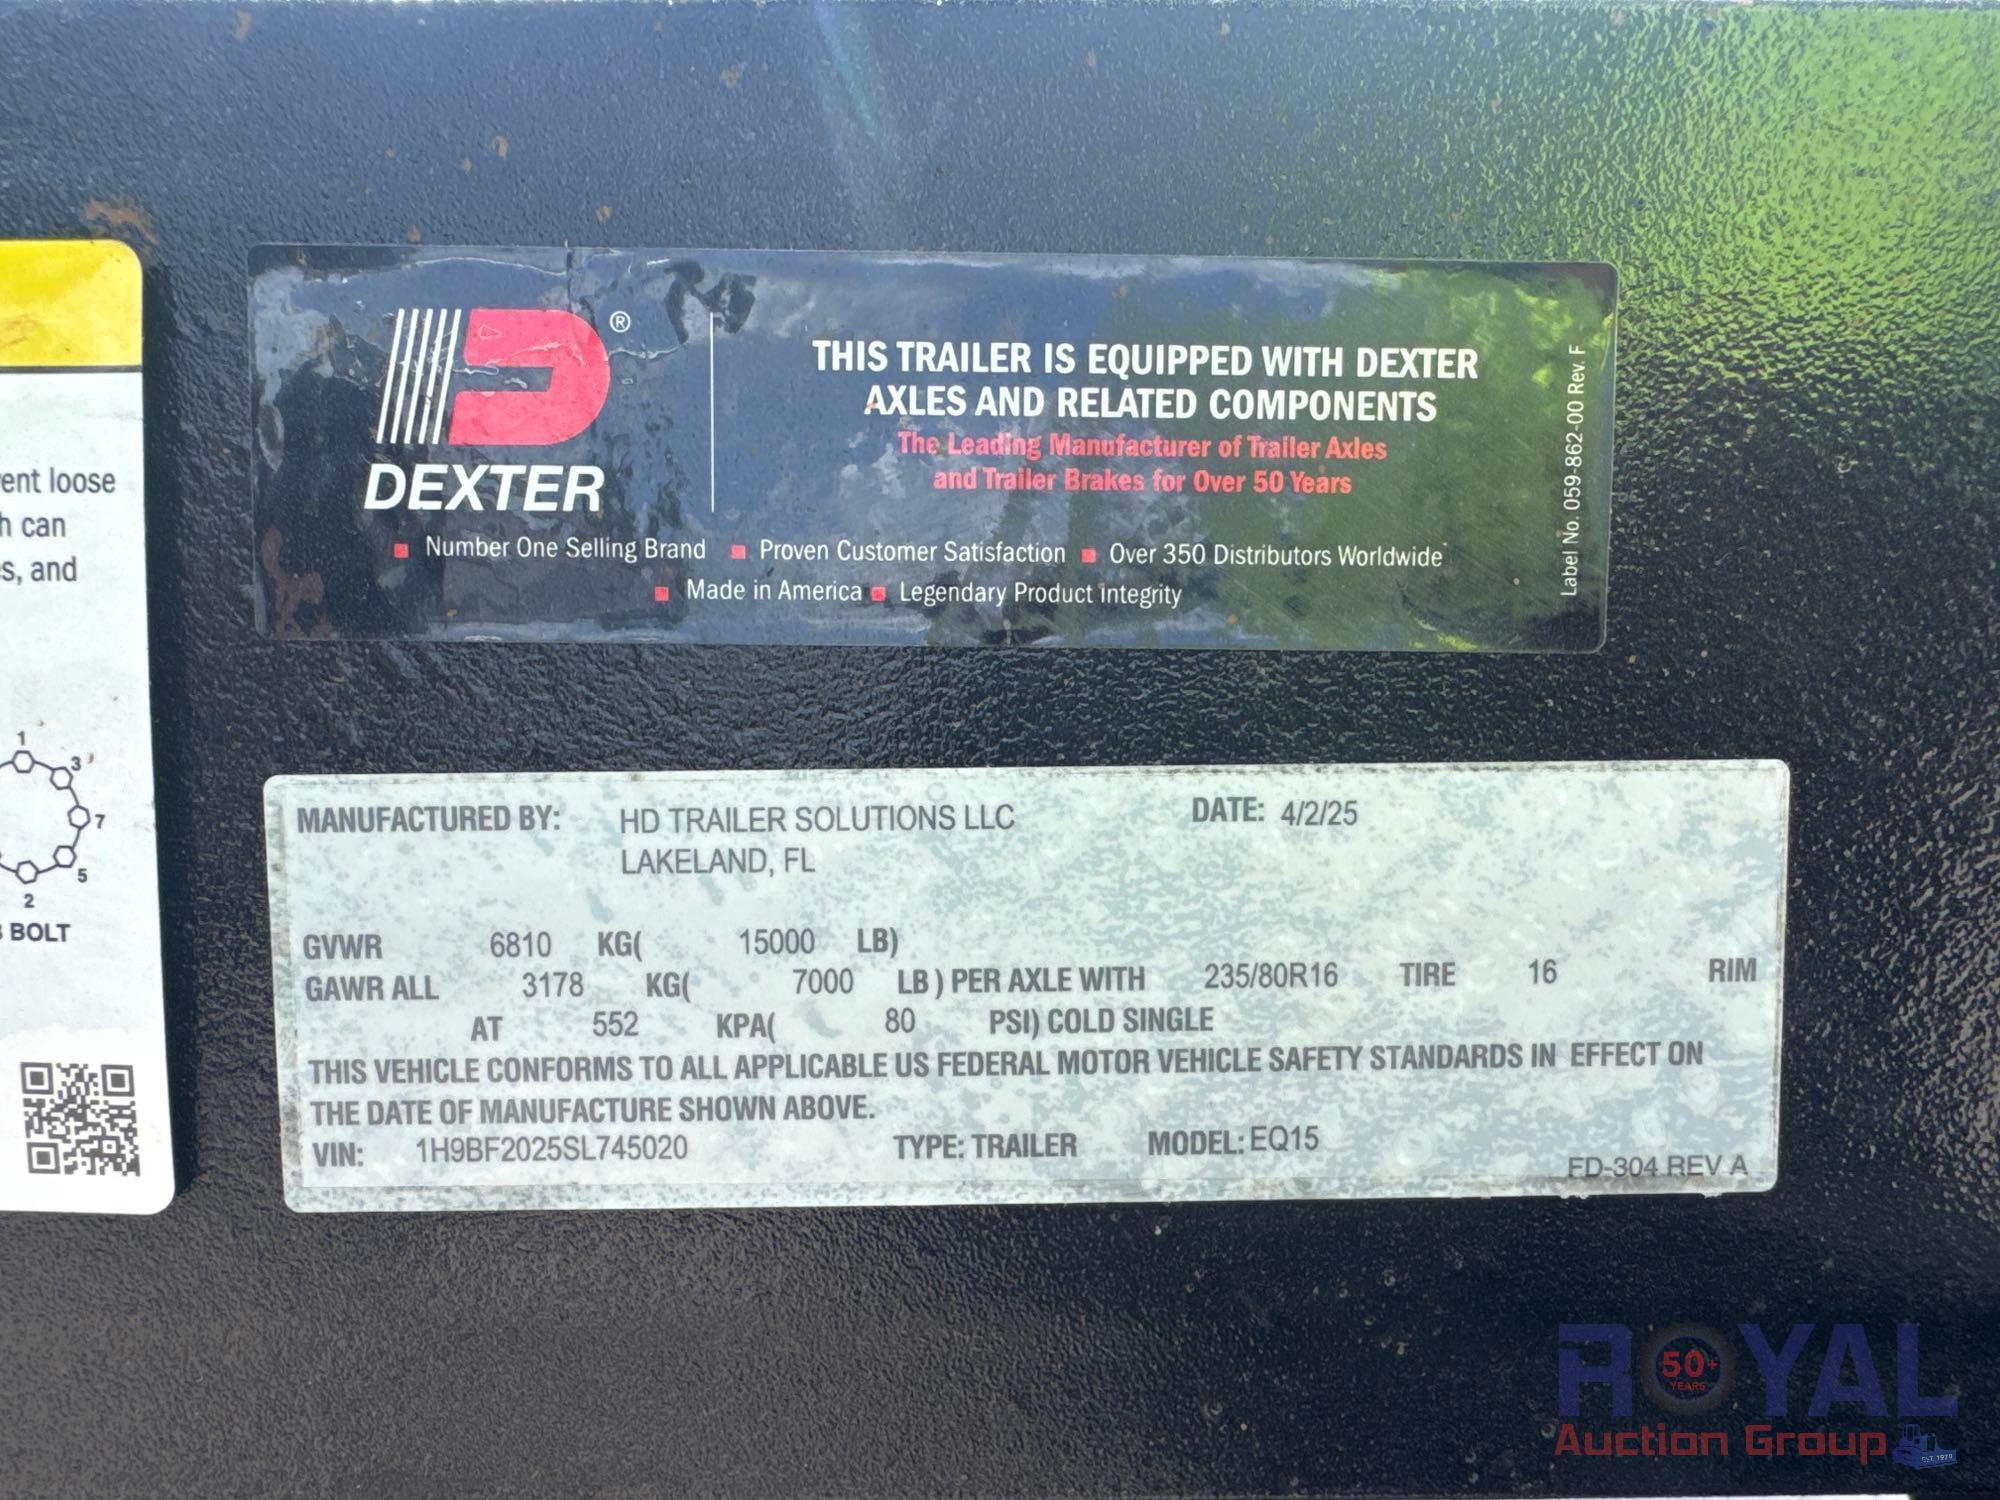 ent loose
h can
s, and
1
3
7
5
2
BOLT
DEXTER
®
THIS TRAILER IS EQUIPPED WITH DEXTER
AXLES AND RELATED COMPONENTS
The Leading Manufacturer of Trailer Axles
and Trailer Brakes for Over 50 Years
Number One Selling Brand Proven Customer Satisfaction Over 350 Distributors Worldwide
Made in America Legendary Product Integrity
Label No. 059-862-00 Rev. F
MANUFACTURED BY: HD TRAILER SOLUTIONS LLC DATE: 4/2/25
LAKELAND, FL
GVWR 6810 KG( 15000 LB)
GAWR ALL 3178 KG( 7000 LB ) PER AXLE WITH 235/80R16 TIRE 16 RIM
AT 552 KPA( 80 PSI) COLD SINGLE
THIS VEHICLE CONFORMS TO ALL APPLICABLE US FEDERAL MOTOR VEHICLE SAFETY STANDARDS IN EFFECT ON
THE DATE OF MANUFACTURE SHOWN ABOVE.
VIN: 1H9BF2025SL745020 TYPE: TRAILER MODEL: EQ15
FD-304 REV A
ROYAL
50+
YEARS
Auction Group
EST. 1970